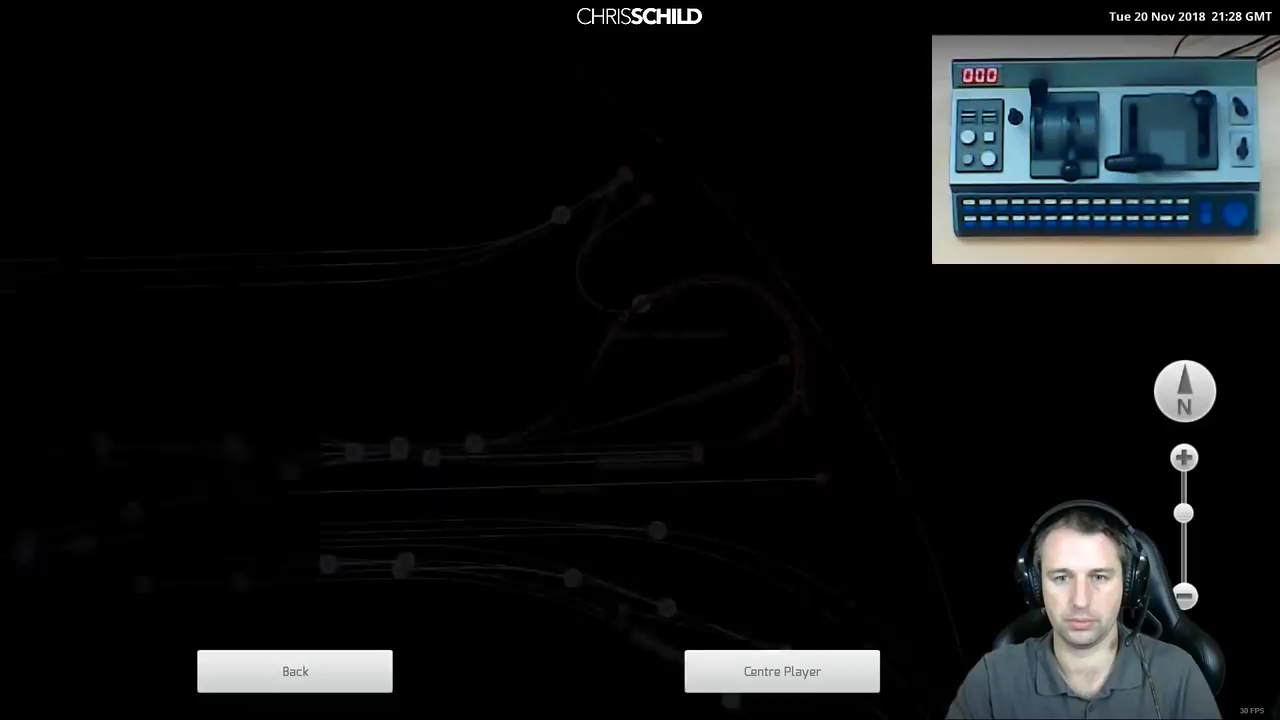 CHRISSCHILD
Tue 20 Nov 2018 21:28 GMT
000
N
Back
Centre Player
30 FPS